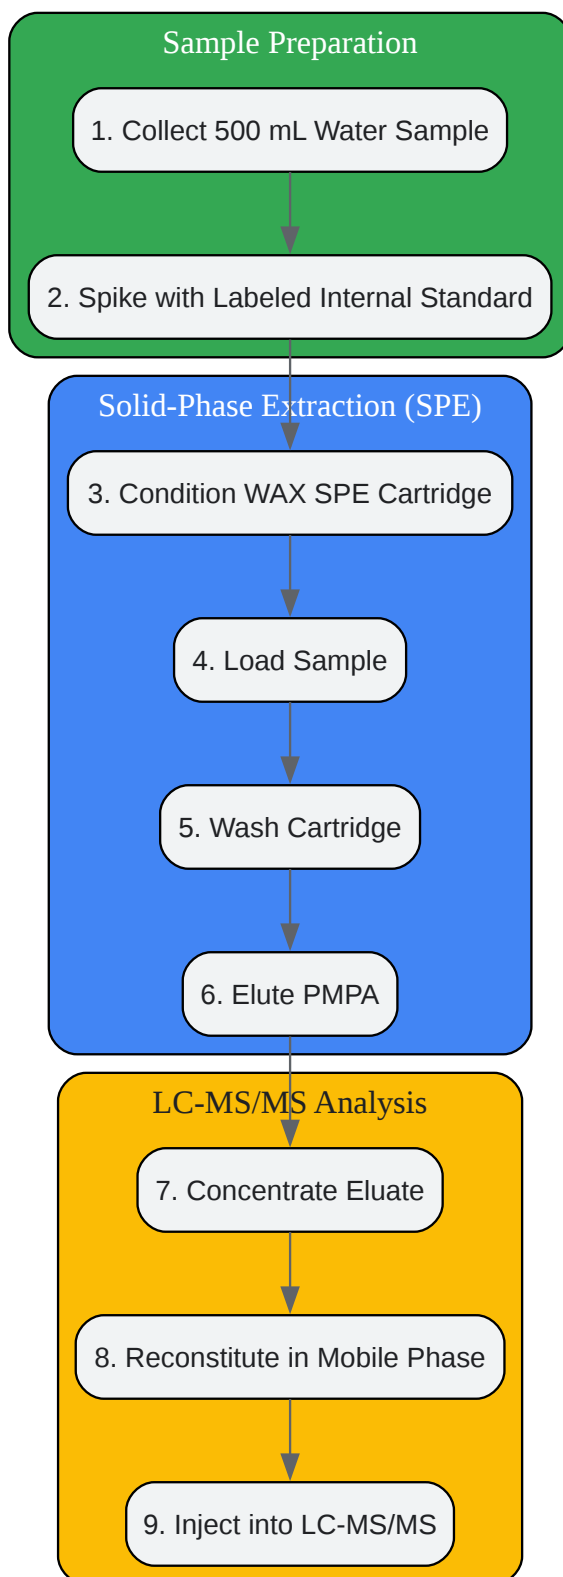 Sample Preparation
1. Collect 500 mL Water Sample
2. Spike with Labeled Internal Standard
Solid-Phase Extraction (SPE)
3. Condition WAX SPE Cartridge
4. Load Sample
5. Wash Cartridge
6. Elute PMPA
LC-MS/MS Analysis
7. Concentrate Eluate
8. Reconstitute in Mobile Phase
9. Inject into LC-MS/MS